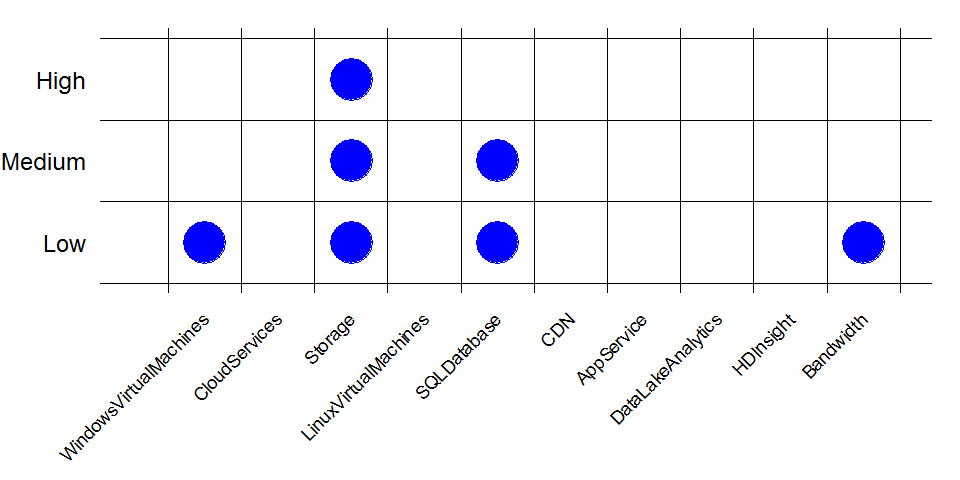 High
Medium
Low
WindowsVirtualMachines
CloudServices
Storage
LinuxVirtualMachines
SQLDatabase
CDN
AppService
DataLakeAnalytics
HDInsight
Bandwidth